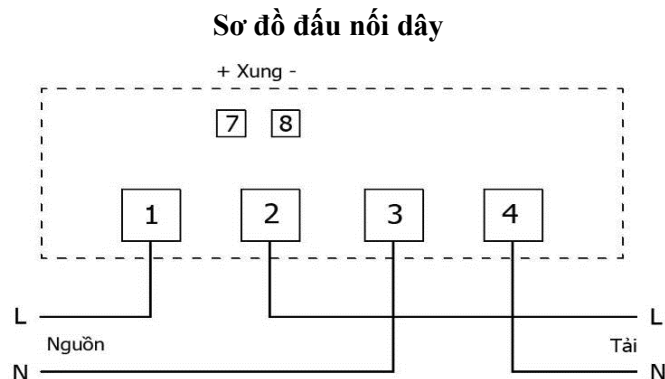 Sơ đồ đấu nối dây
+ Xung -
7 8
1 2 3 4
L L
Nguồn Tải
N N